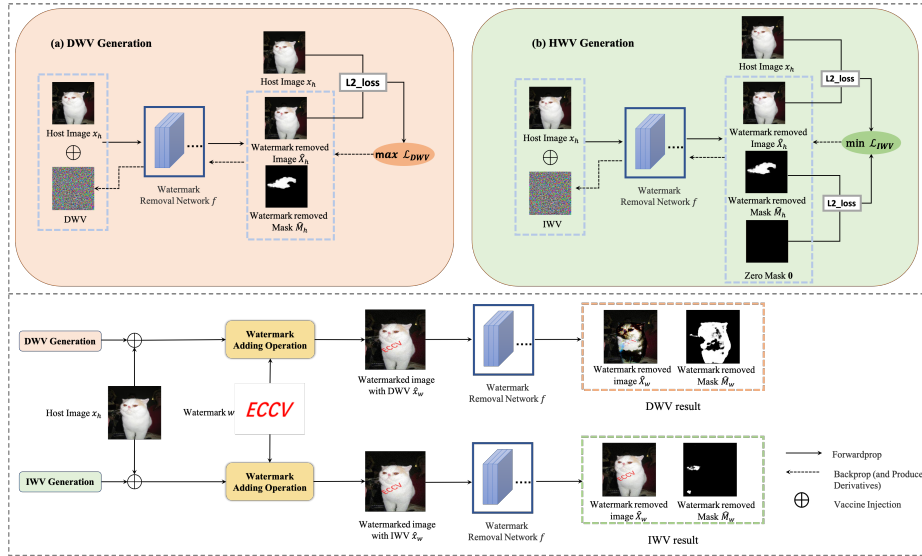 (a) DWV Generation
Host Image x_h
L2_loss
Host Image x_h
Watermark removed
Image X̂_h
max ℒ_DWV
DWV
Watermark
Removal Network f
Watermark removed
Mask M̂_h
(b) HWV Generation
Host Image x_h
L2_loss
Host Image x_h
Watermark removed
Image X̂_h
min ℒ_IWV
IWV
Watermark
Removal Network f
Watermark removed
Mask M̂_h
L2_loss
Zero Mask 0
DWV Generation
Watermark
Adding Operation
ECCV
Watermarked image
with DWV x̂_w
Watermark
Removal Network f
Watermark removed
image X̂_w
Watermark removed
Mask M̂_w
DWV result
Host Image x_h
Watermark w
ECCV
IWV Generation
Watermark
Adding Operation
ECCV
Watermarked image
with IWV x̂_w
Watermark
Removal Network f
ECCV
Watermark removed
image X̂_w
Watermark removed
Mask M̂_w
IWV result
Forwardprop
Backprop (and Produce
Derivatives)
Vaccine Injection